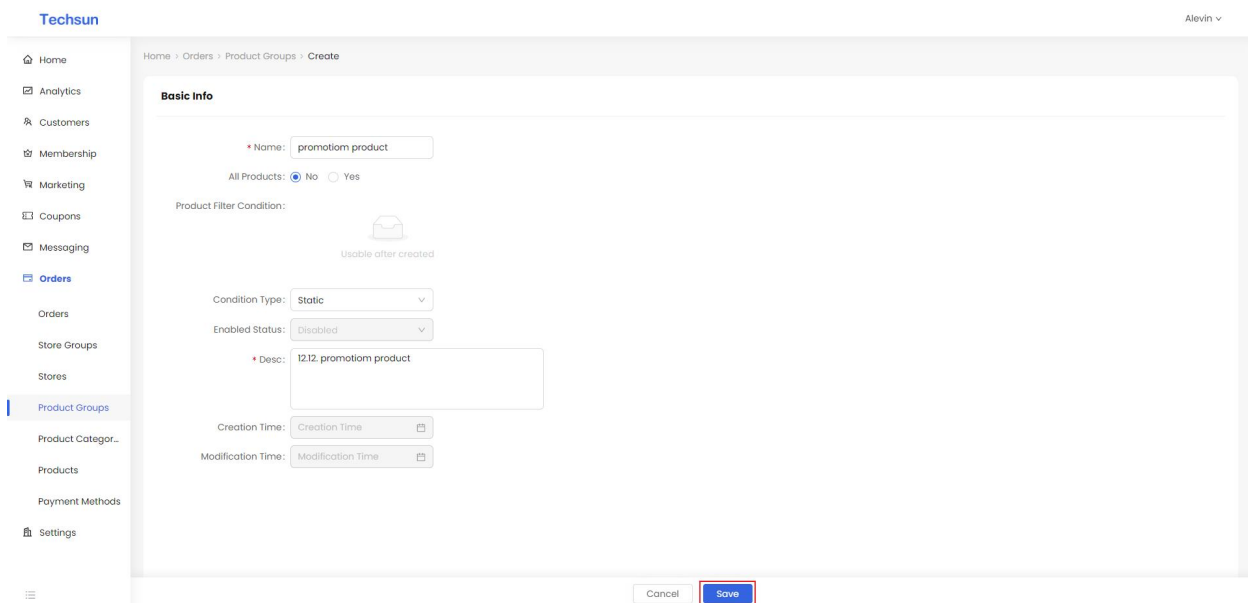 Techsun
Alevin
Home
Analytics
Customers
Membership
Marketing
Coupons
Messaging
Orders
Orders
Store Groups
Stores
Product Groups
Product Categor...
Products
Payment Methods
Settings
Home > Orders > Product Groups > Create
Basic Info
* Name: promotiom product
All Products: No Yes
Product Filter Condition:
Usable after created
Condition Type: Static
Enabled Status: Disabled
* Desc: 12.12. promotiom product
Creation Time: Creation Time
Modification Time: Modification Time
Cancel Save